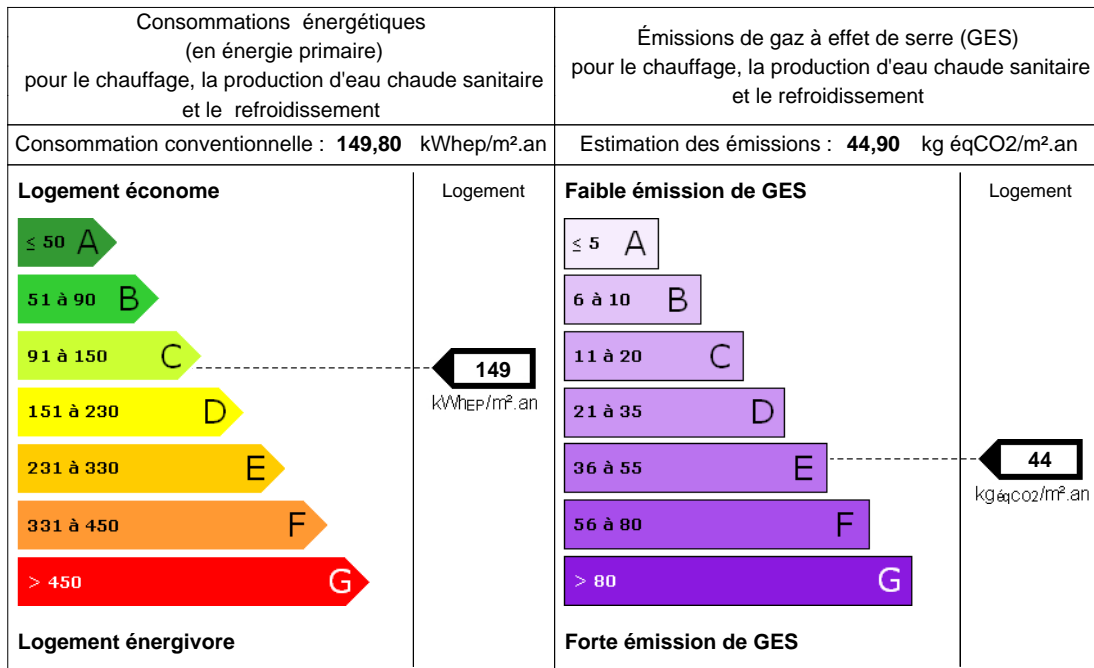 Consommations énergétiques
(en énergie primaire)
pour le chauffage, la production d'eau chaude sanitaire
et le refroidissement
Émissions de gaz à effet de serre (GES)
pour le chauffage, la production d'eau chaude sanitaire
et le refroidissement
Consommation conventionnelle : 149,80 kWhep/m².an
Estimation des émissions : 44,90 kg éqCO2/m².an
Logement économe
Logement
≤ 50 A
51 à 90 B
91 à 150 C
151 à 230 D
231 à 330 E
331 à 450 F
> 450 G
149
kWhEP/m².an
Logement énergivore
Faible émission de GES
Logement
≤ 5 A
6 à 10 B
11 à 20 C
21 à 35 D
36 à 55 E
56 à 80 F
> 80 G
44
kgéqCO2/m².an
Forte émission de GES